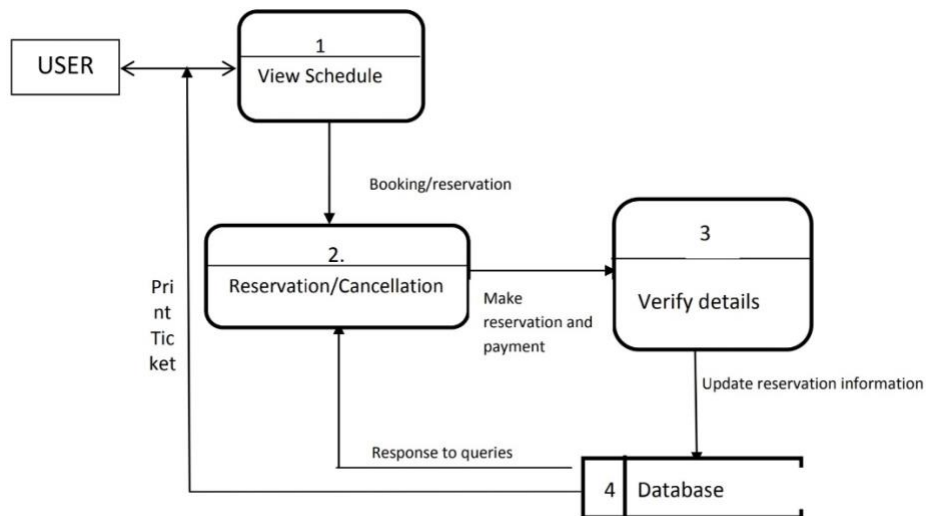 1
USER
View Schedule
Booking/reservation
2.
Reservation/Cancellation
3
Verify details
Make
reservation and
payment
Pri
nt
Tic
ket
Update reservation information
Response to queries
4
Database